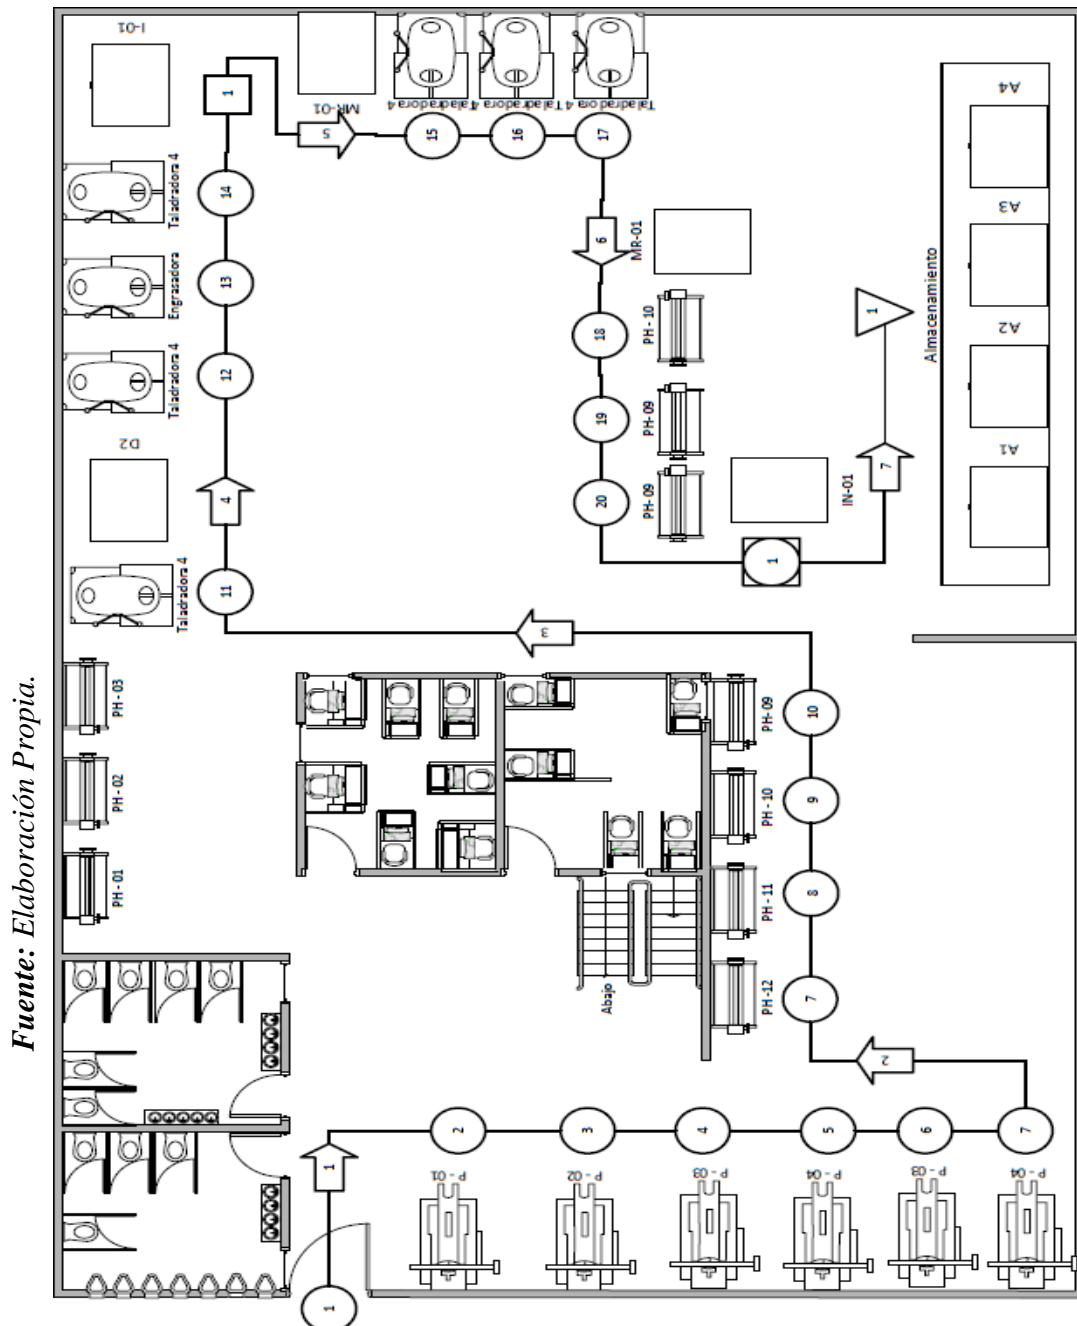 Fuente: Elaboración Propia.
I-01
1
MR-01
Taladradora 4
Taladradora 4
Taladradora 4
5
15
16
17
Taladradora 4
14
Engrasadora
13
Taladradora 4
12
D2
4
Taladradora 4
11
6
MR-01
18
PH - 10
19
PH-09
20
PH-09
IN-01
1
7
1
Almacenamiento
A4
A3
A2
A1
3
PH - 03
PH - 02
PH - 01
PH- 09
10
PH - 10
9
PH - 11
8
PH - 12
7
Abajo
2
1
1
2
3
4
5
6
7
P - 01
P - 02
P - 03
P - 04
P - 03
P - 04